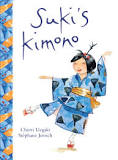 Suki's
Kimono
Chieri Uegaki
Stéphane Jorisch